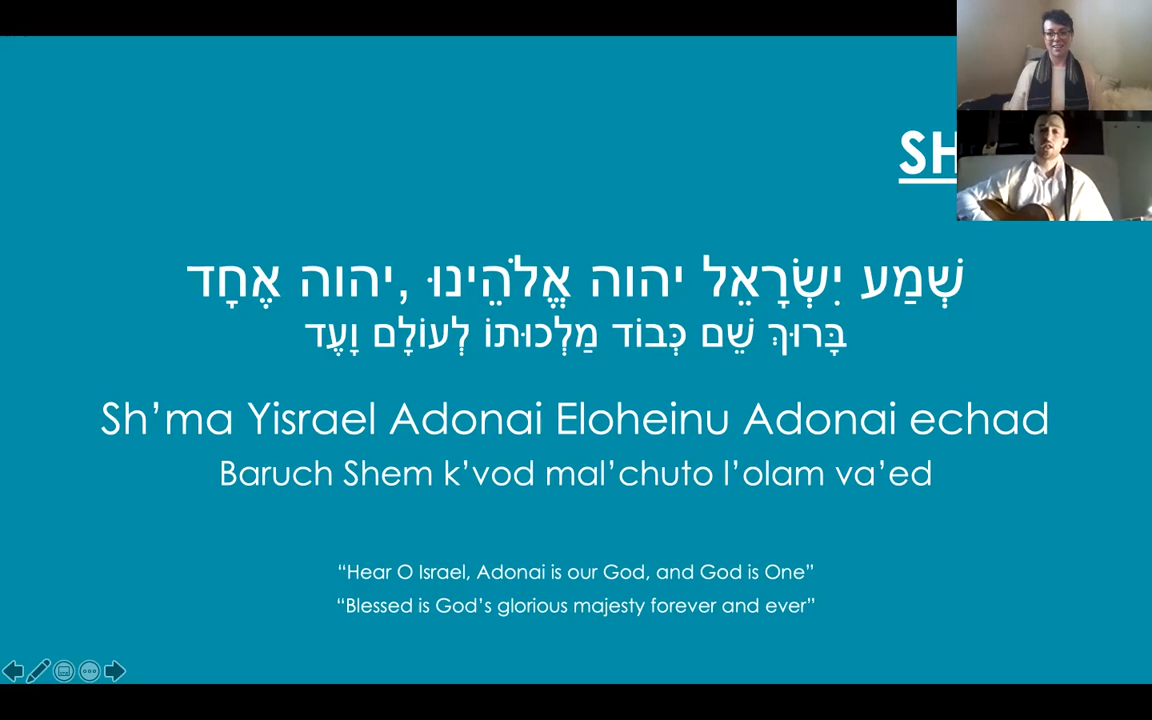 SH
שְׁמַע יִשְׂרָאֵל יהוה אֱלֹהֵינוּ ,יהוה אֶחָד
בָּרוּךְ שֵׁם כְּבוֹד מַלְכוּתוֹ לְעוֹלָם וָעֶד
Sh’ma Yisrael Adonai Eloheinu Adonai echad
Baruch Shem k’vod mal’chuto l’olam va’ed
“Hear O Israel, Adonai is our God, and God is One”
“Blessed is God’s glorious majesty forever and ever”